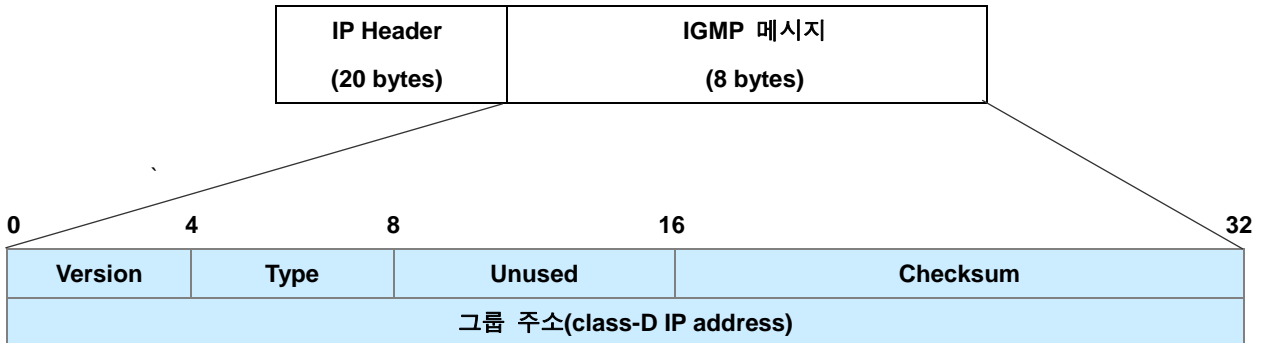 IP Header
(20 bytes)
IGMP 메시지
(8 bytes)
`
0 4 8 16 32
Version Type Unused Checksum
그룹 주소(class-D IP address)